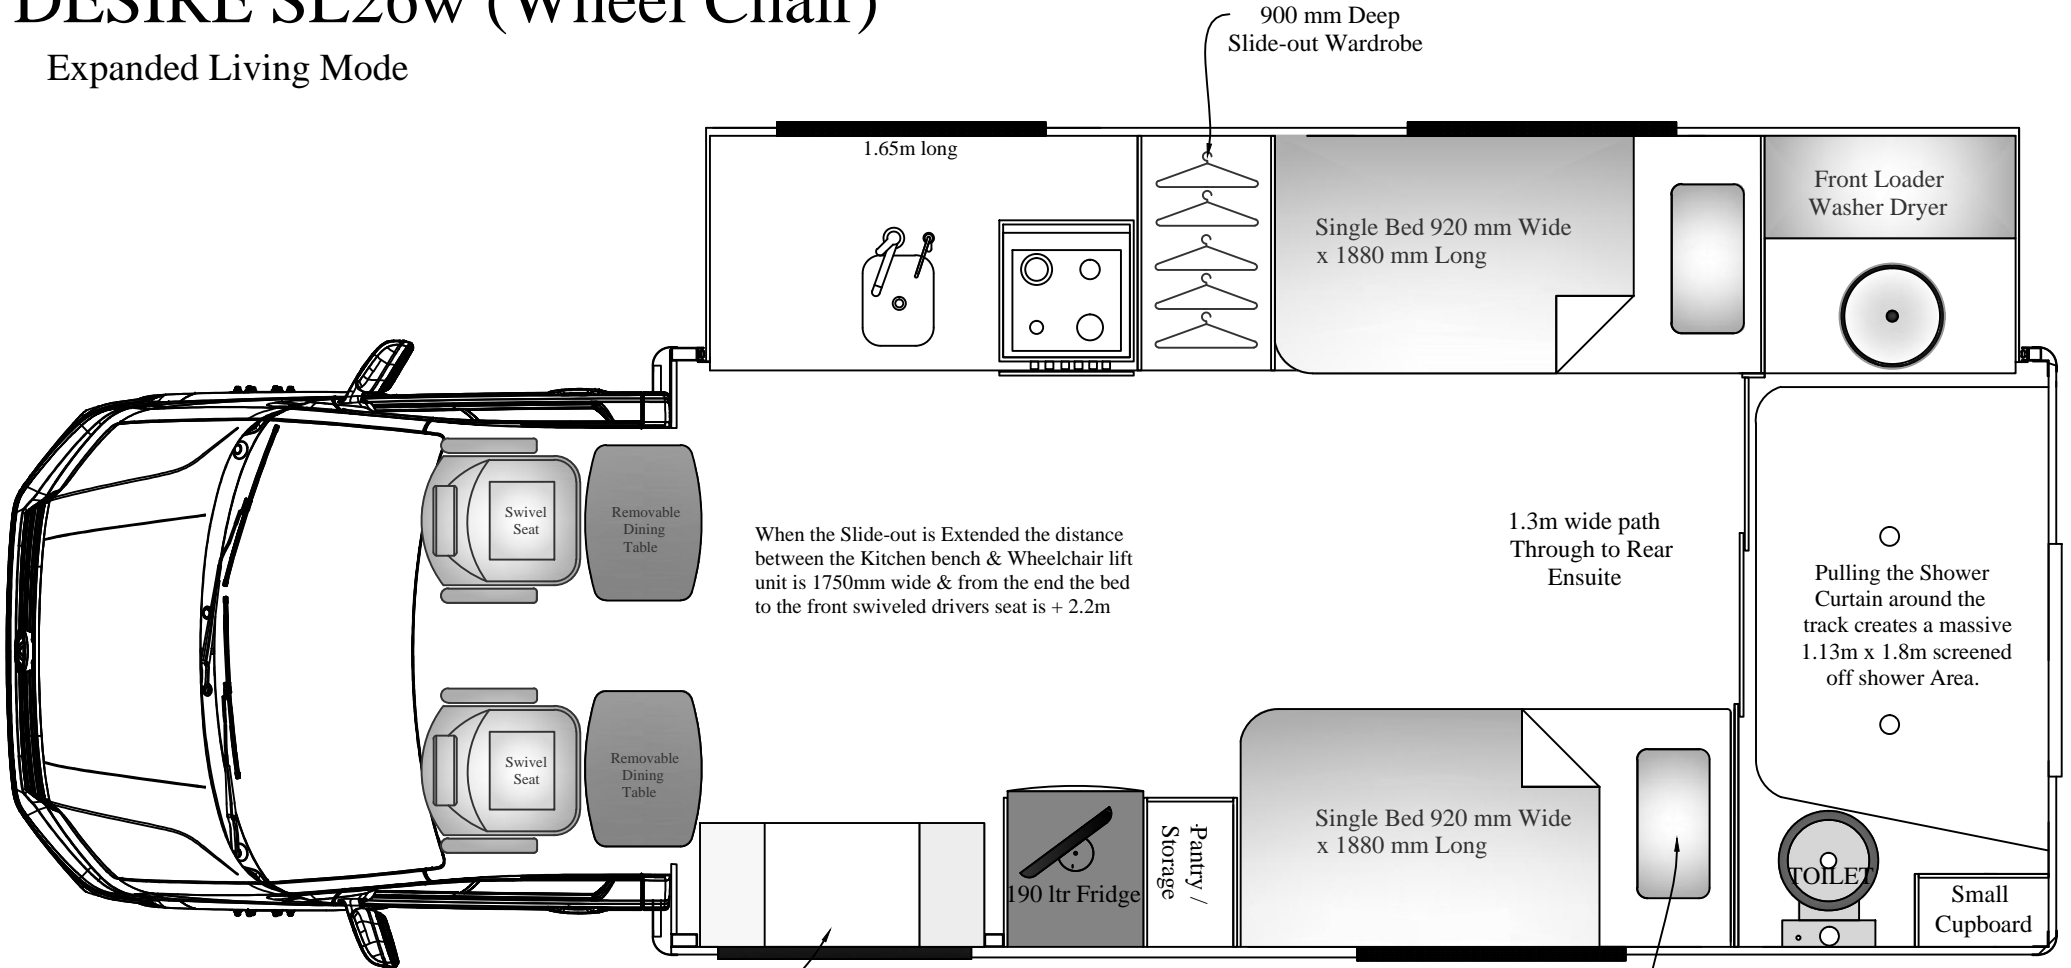 DESIRE SL26w (Wheel Chair)
Expanded Living Mode
900 mm Deep
Slide-out Wardrobe
1.65m long
Single Bed 920 mm Wide
x 1880 mm Long
Front Loader
Washer Dryer
Swivel
Seat
Removable
Dining
Table
When the Slide-out is Extended the distance
between the Kitchen bench & Wheelchair lift
unit is 1750mm wide & from the end the bed
to the front swiveled drivers seat is + 2.2m
1.3m wide path
Through to Rear
Ensuite
Pulling the Shower
Curtain around the
track creates a massive
1.13m x 1.8m screened
off shower Area.
Swivel
Seat
Removable
Dining
Table
190 ltr Fridge
Pantry /
Storage
Single Bed 920 mm Wide
x 1880 mm Long
TOILET
Small
Cupboard